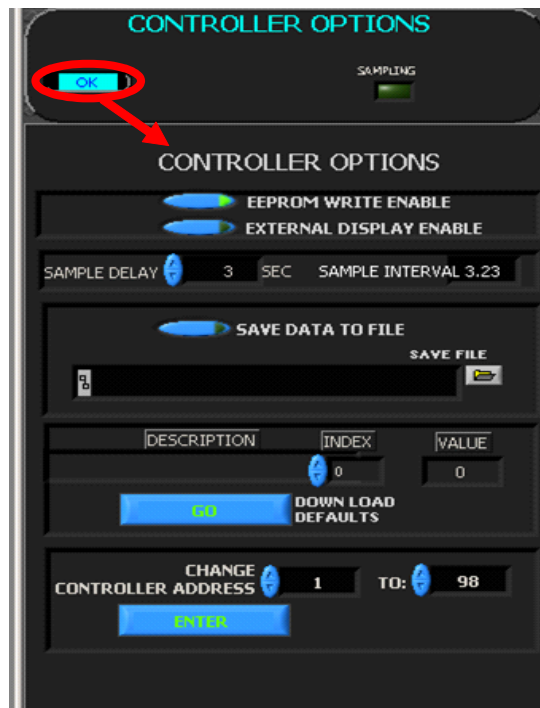 CONTROLLER OPTIONS
OK
SAMPLING
CONTROLLER OPTIONS
EEPROM WRITE ENABLE
EXTERNAL DISPLAY ENABLE
SAMPLE DELAY 3 SEC SAMPLE INTERVAL 3.23
SAVE DATA TO FILE
SAVE FILE
DESCRIPTION INDEX VALUE
0 0
GO DOWN LOAD
DEFAULTS
CHANGE
CONTROLLER ADDRESS 1 TO: 98
ENTER